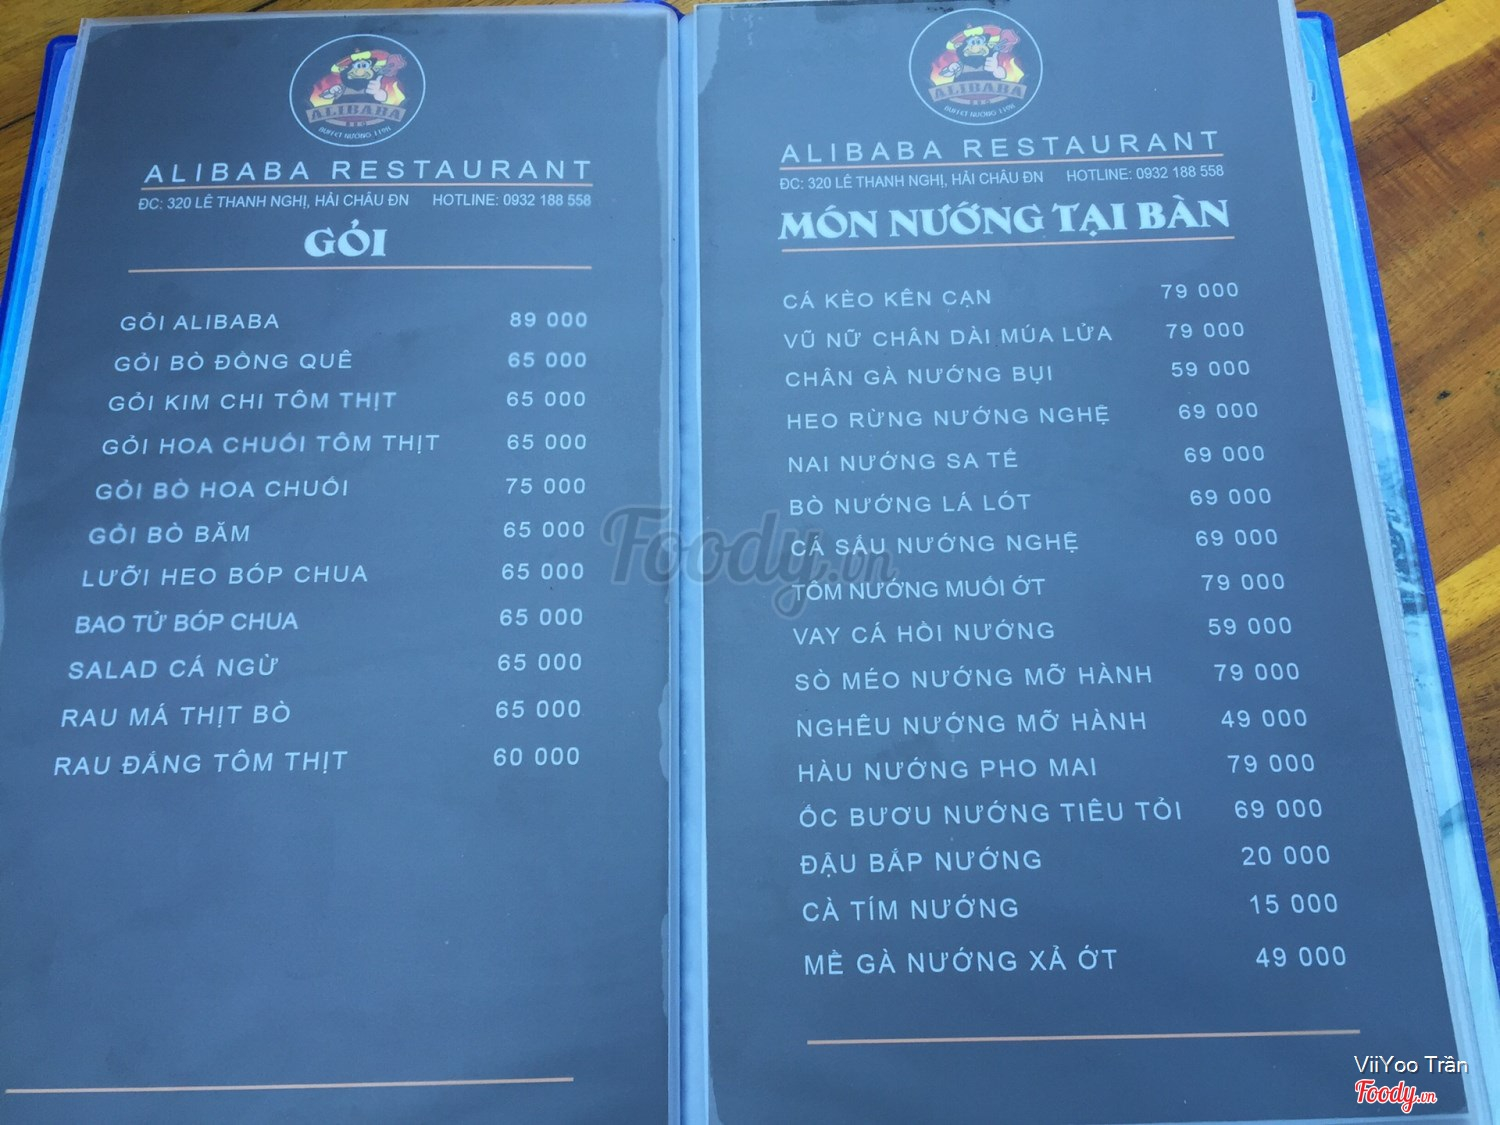 ALIBABA
BUFFET NƯỚNG 119K
ALIBABA RESTAURANT
ĐC: 320 LÊ THANH NGHỊ, HẢI CHÂU ĐN HOTLINE: 0932 188 558
GỎI
GỎI ALIBABA 89 000
GỎI BÒ ĐỒNG QUÊ 65 000
GỎI KIM CHI TÔM THỊT 65 000
GỎI HOA CHUỐI TÔM THỊT 65 000
GỎI BÒ HOA CHUỐI 75 000
GỎI BÒ BĂM 65 000
LƯỠI HEO BÓP CHUA 65 000
BAO TỬ BÓP CHUA 65 000
SALAD CÁ NGỪ 65 000
RAU MÁ THỊT BÒ 65 000
RAU ĐẮNG TÔM THỊT 60 000
ALIBABA
BUFFET NƯỚNG 119K
ALIBABA RESTAURANT
ĐC: 320 LÊ THANH NGHỊ, HẢI CHÂU ĐN HOTLINE: 0932 188 558
MÓN NƯỚNG TẠI BÀN
CÁ KÈO KÊN CẠN 79 000
VŨ NỮ CHÂN DÀI MÚA LỬA 79 000
CHÂN GÀ NƯỚNG BỤI 59 000
HEO RỪNG NƯỚNG NGHỆ 69 000
NAI NƯỚNG SA TẾ 69 000
BÒ NƯỚNG LÁ LÓT 69 000
CÁ SẤU NƯỚNG NGHỆ 69 000
TÔM NƯỚNG MUỐI ỚT 79 000
VAY CÁ HỒI NƯỚNG 59 000
SÒ MÉO NƯỚNG MỠ HÀNH 79 000
NGHÊU NƯỚNG MỠ HÀNH 49 000
HÀU NƯỚNG PHO MAI 79 000
ỐC BƯƠU NƯỚNG TIÊU TỎI 69 000
ĐẬU BẮP NƯỚNG 20 000
CÀ TÍM NƯỚNG 15 000
MỀ GÀ NƯỚNG XẢ ỚT 49 000
Foody.vn
ViiYoo Trần
Foody.vn